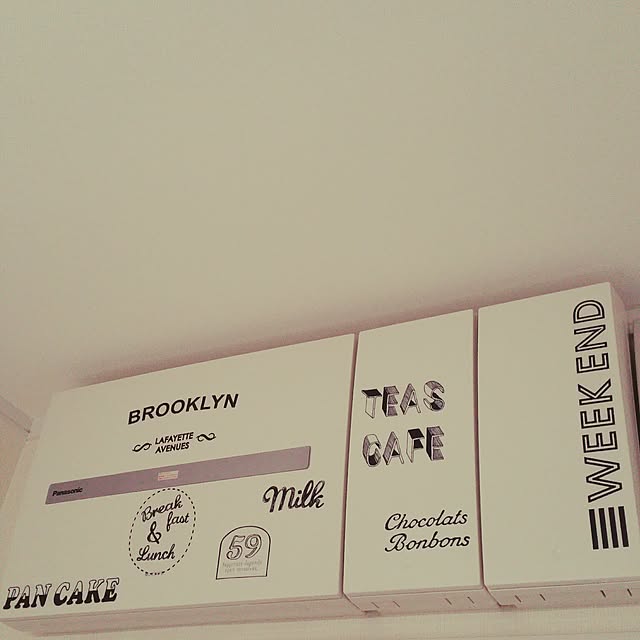 BROOKLYN
LAFAYETTE
AVENUES
Panasonic
Break
fast
&
Lunch
Milk
59
PAN CAKE
TEAS
CAFE
Chocolats
Bonbons
WEEK END